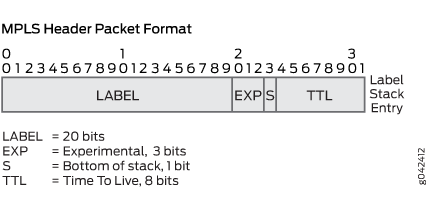 MPLS Header Packet Format
0 1 2 3
0 1 2 3 4 5 6 7 8 9 0 1 2 3 4 5 6 7 8 9 0 1 2 3 4 5 6 7 8 9 0 1
LABEL EXP S TTL
Label
Stack
Entry
LABEL = 20 bits
EXP = Experimental, 3 bits
S = Bottom of stack, 1 bit
TTL = Time To Live, 8 bits
g042412